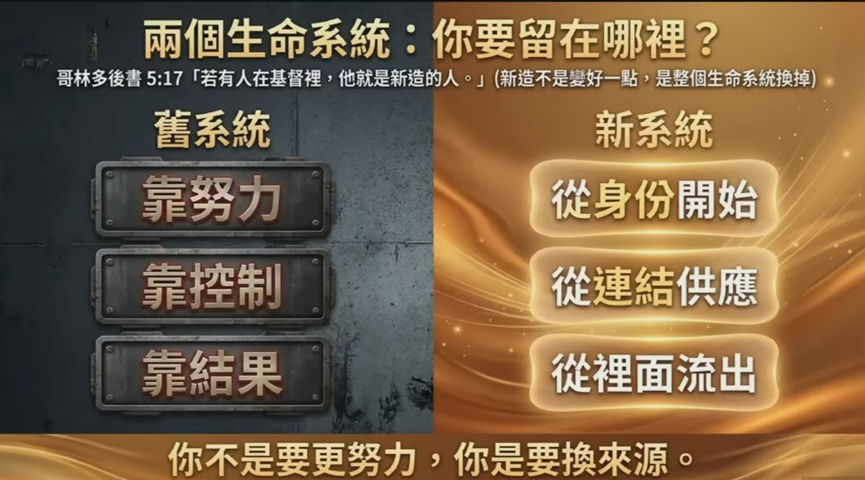 兩個生命系統：你要留在哪裡？
哥林多後書 5:17「若有人在基督裡，他就是新造的人。」(新造不是變好一點，是整個生命系統換掉)
舊系統
靠努力
靠控制
靠結果
新系統
從身份開始
從連結供應
從裡面流出
你不是要更努力，你是要換來源。